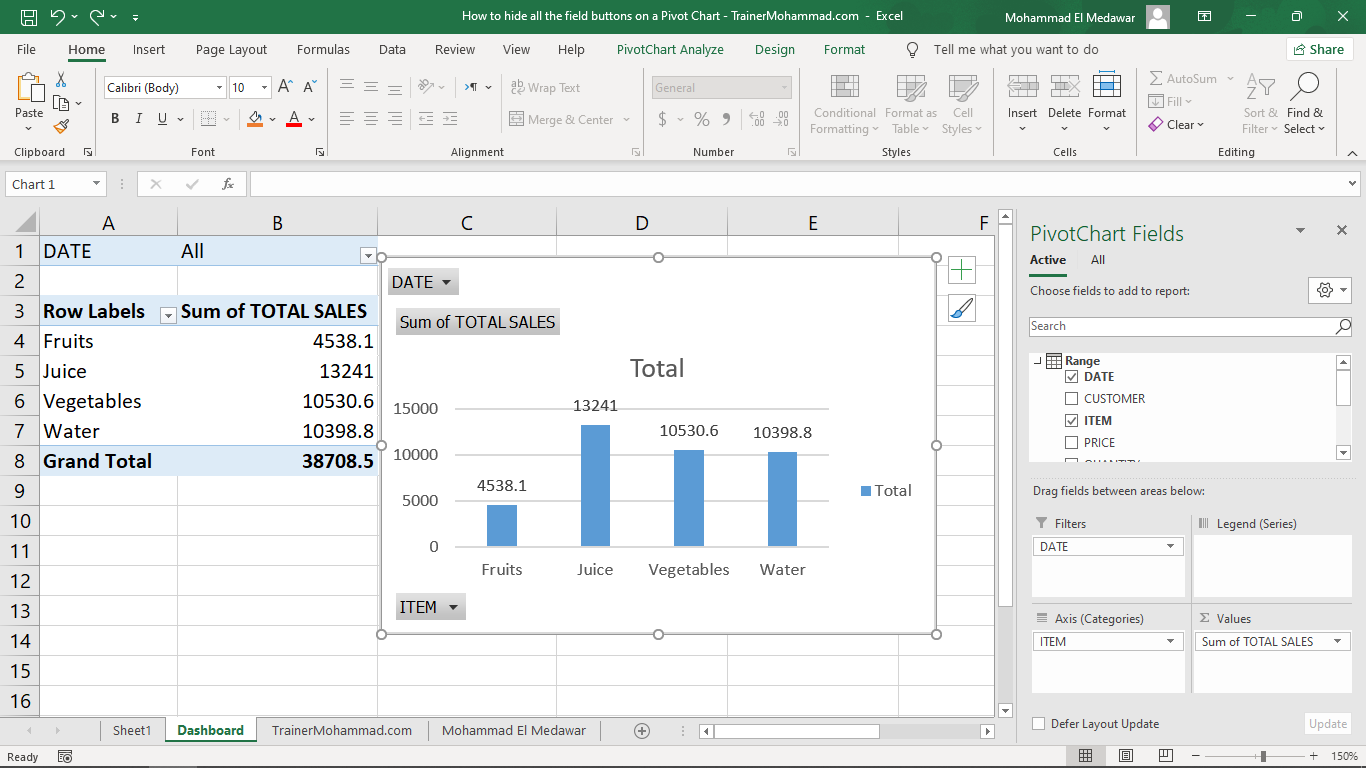 How to hide all the field buttons on a Pivot Chart - TrainerMohammad.com - Excel
Mohammad El Medawar
File Home Insert Page Layout Formulas Data Review View Help PivotChart Analyze Design Format Tell me what you want to do Share
Paste
Calibri (Body) 10 A A
B I U A
Wrap Text
Merge & Center
General
$ % 9 .00 .00
Conditional Formatting
Format as Table
Cell Styles
Insert Delete Format
AutoSum
Fill
Clear
Sort & Filter
Find & Select
Clipboard Font Alignment Number Styles Cells Editing
Chart 1 fx
A B C D E F
1 DATE All
2
3 Row Labels Sum of TOTAL SALES
4 Fruits 4538.1
5 Juice 13241
6 Vegetables 10530.6
7 Water 10398.8
8 Grand Total 38708.5
9
10
11
12
13
14
15
16
DATE
Sum of TOTAL SALES
Total
15000
10000
5000
0
4538.1 13241 10530.6 10398.8
Fruits Juice Vegetables Water
Total
ITEM
PivotChart Fields
Active All
Choose fields to add to report:
Search
Range
DATE
CUSTOMER
ITEM
PRICE
QUANTITY
Drag fields between areas below:
Filters Legend (Series)
DATE
Axis (Categories) Σ Values
ITEM Sum of TOTAL SALES
Defer Layout Update Update
Sheet1 Dashboard TrainerMohammad.com Mohammad El Medawar
Ready 150%